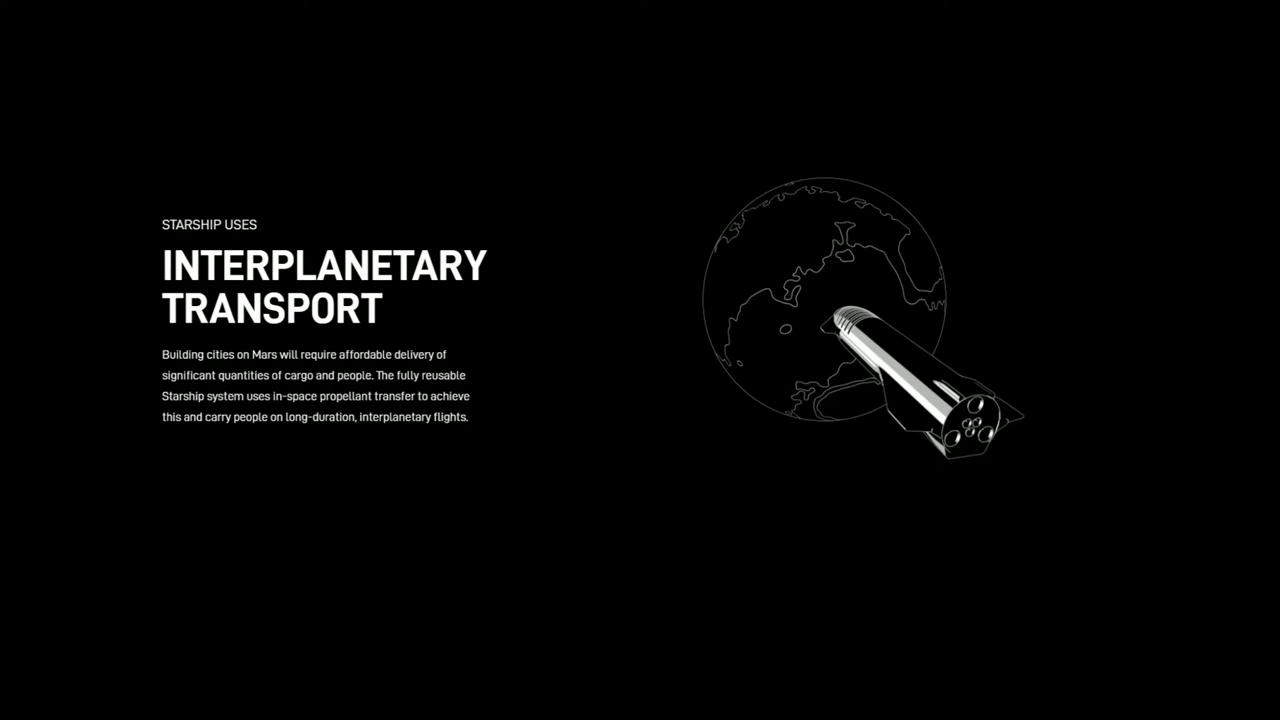 STARSHIP USES
INTERPLANETARY
TRANSPORT
Building cities on Mars will require affordable delivery of
significant quantities of cargo and people. The fully reusable
Starship system uses in-space propellant transfer to achieve
this and carry people on long-duration, interplanetary flights.